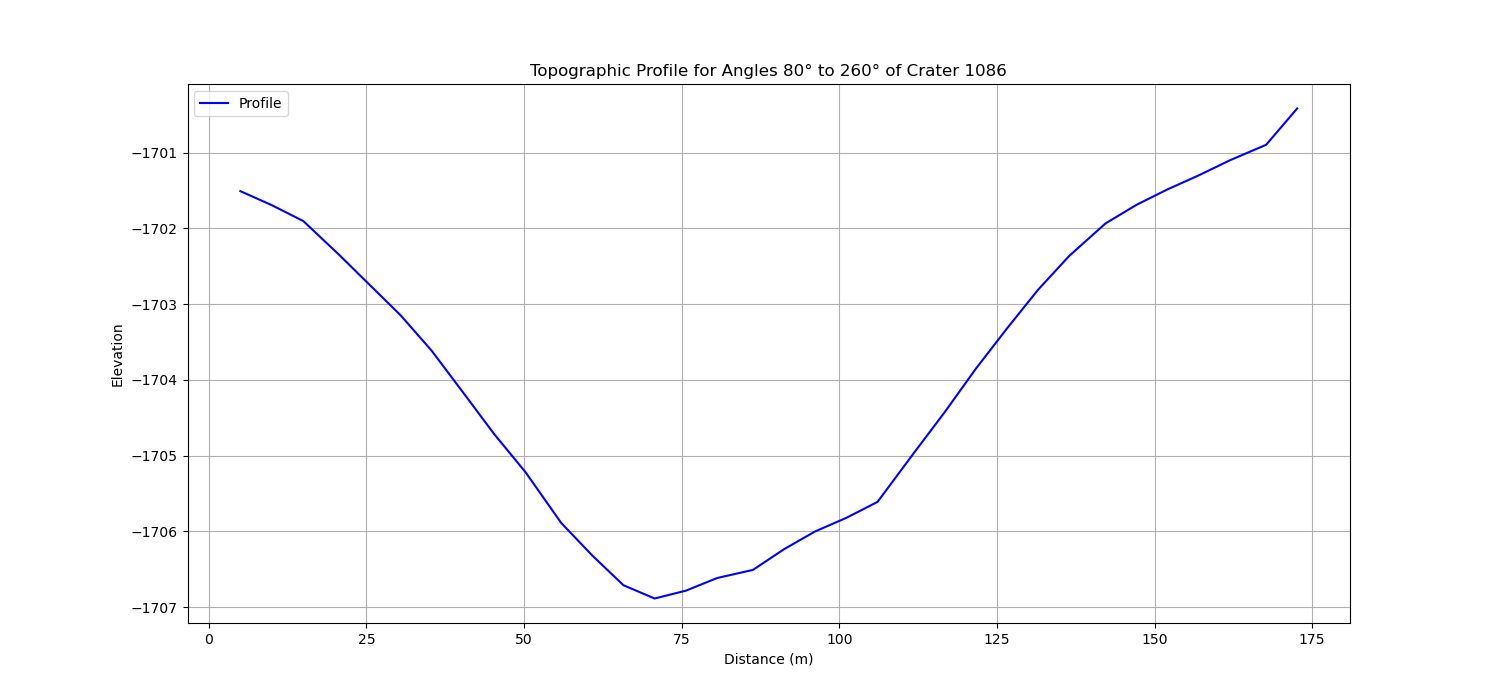 Topographic Profile for Angles 80° to 260° of Crater 1086
Profile
Elevation
−1701
−1702
−1703
−1704
−1705
−1706
−1707
0 25 50 75 100 125 150 175
Distance (m)